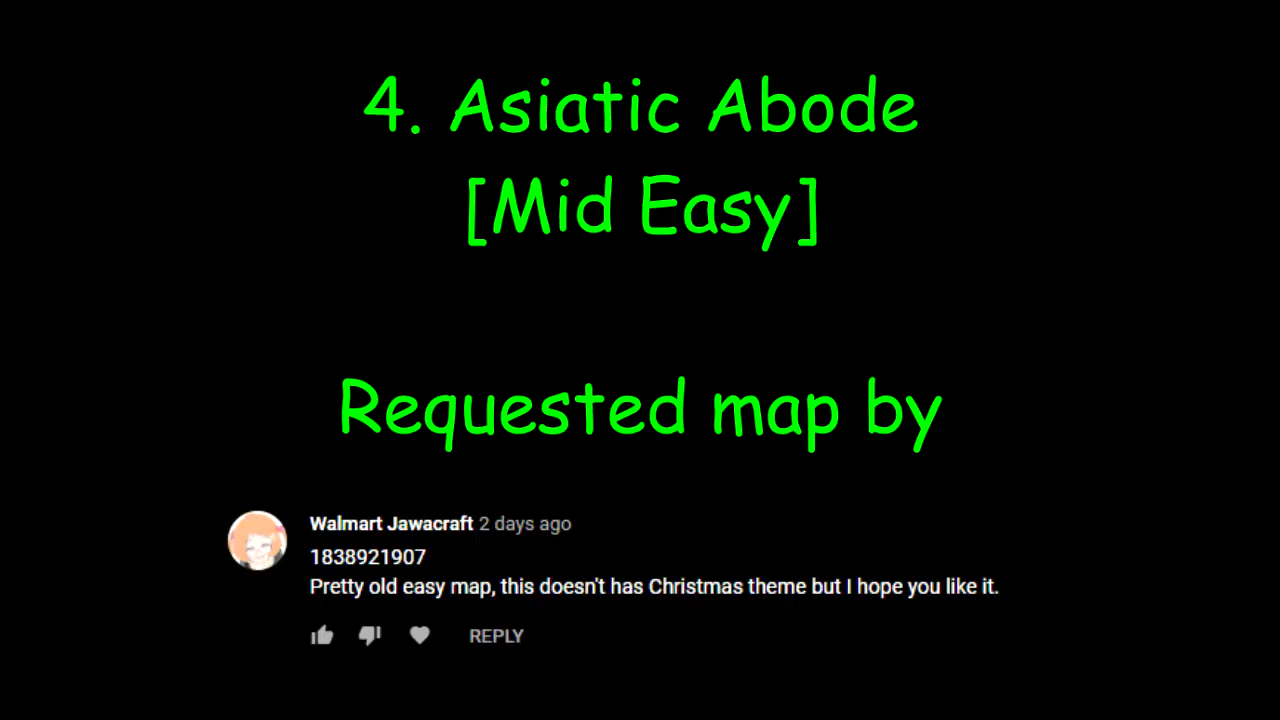 4. Asiatic Abode
[Mid Easy]
Requested map by
Walmart Jawacraft 2 days ago
1838921907
Pretty old easy map, this doesn't has Christmas theme but I hope you like it.
REPLY